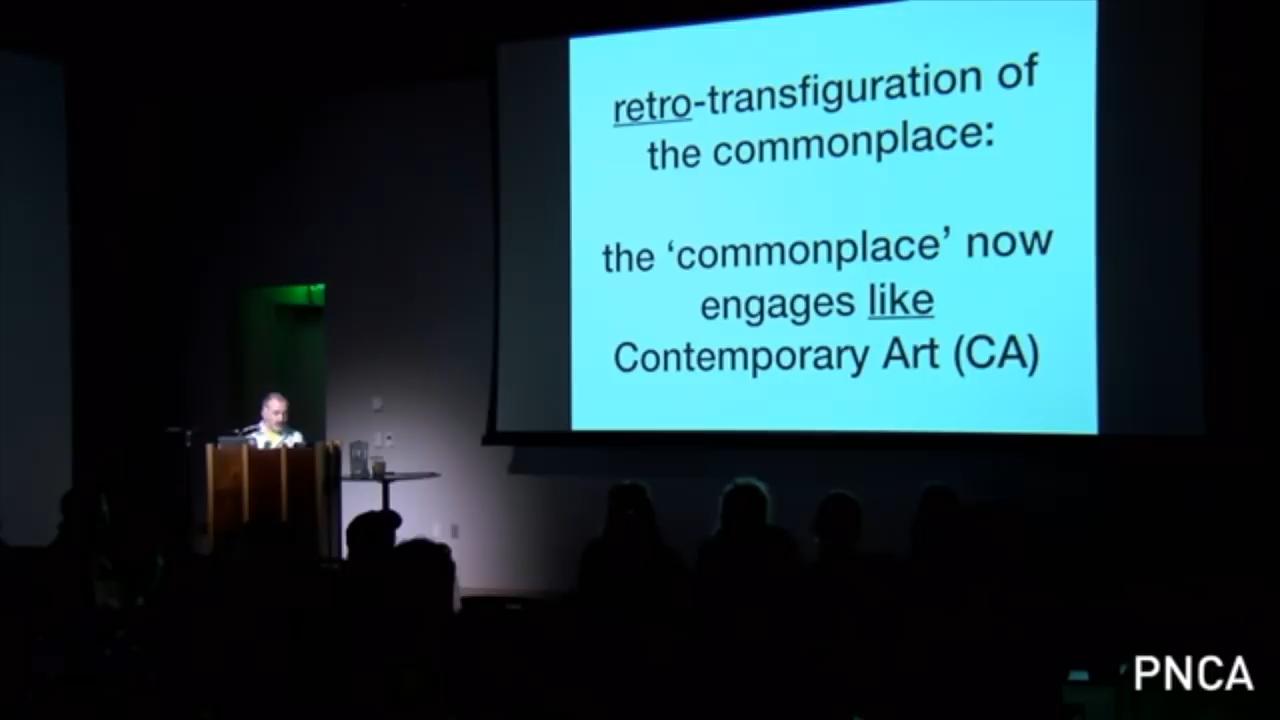 retro-transfiguration of
the commonplace:
the ‘commonplace’ now
engages like
Contemporary Art (CA)
PNCA